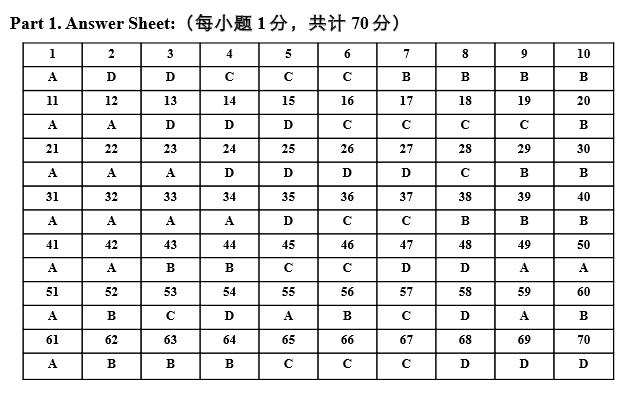 Part 1. Answer Sheet:（每小题 1 分，共计 70 分）
1 2 3 4 5 6 7 8 9 10
A D D C C C B B B B
11 12 13 14 15 16 17 18 19 20
A A D D D C C C C B
21 22 23 24 25 26 27 28 29 30
A A A D D D D C B B
31 32 33 34 35 36 37 38 39 40
A A A A D C C B B B
41 42 43 44 45 46 47 48 49 50
A A B B C C D D A A
51 52 53 54 55 56 57 58 59 60
A B C D A B C D A B
61 62 63 64 65 66 67 68 69 70
A B B B C C C D D D